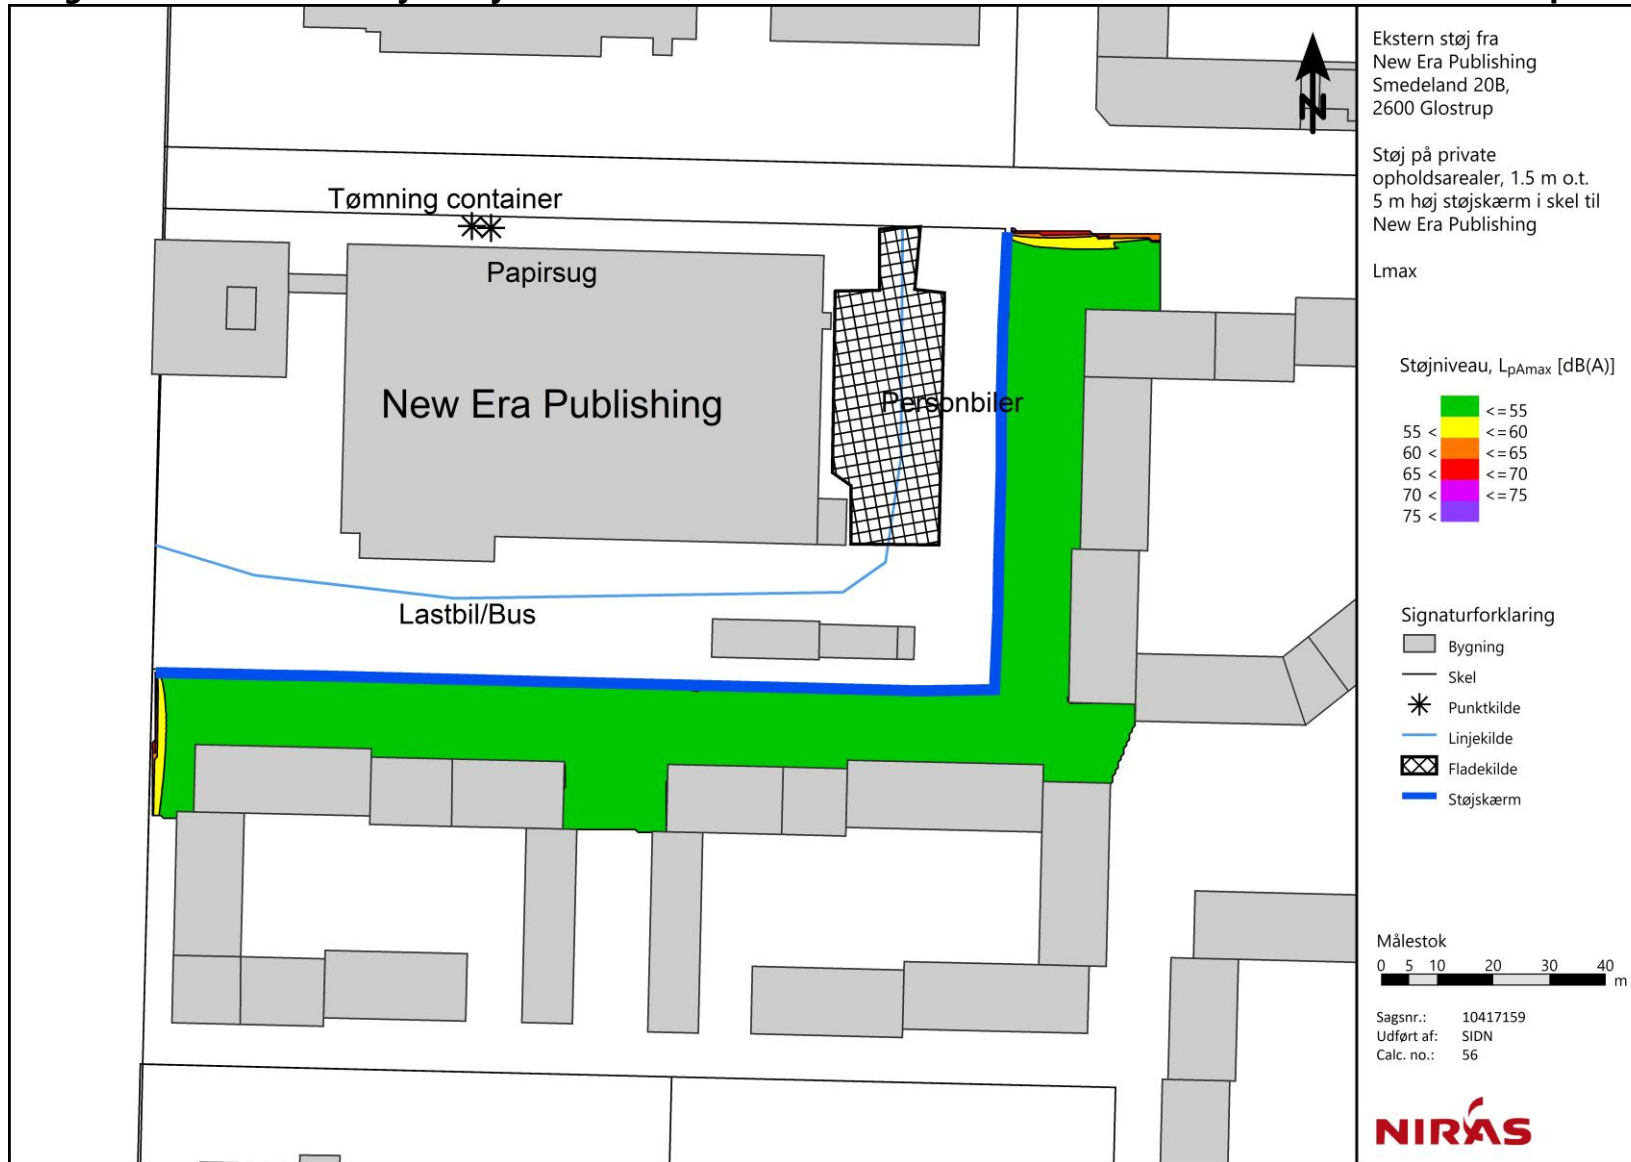 Tømning container
Papirsug
New Era Publishing
Personbiler
Lastbil/Bus
N
Ekstern støj fra
New Era Publishing
Smedeland 20B,
2600 Glostrup
Støj på private
opholdsarealer, 1.5 m o.t.
5 m høj støjskærm i skel til
New Era Publishing
Lmax
Støjniveau, LpAmax [dB(A)]
<=55
55 < <=60
60 < <=65
65 < <=70
70 < <=75
75 <
Signaturforklaring
Bygning
Skel
Punktkilde
Linjekilde
Fladekilde
Støjskærm
Målestok
0 5 10 20 30 40
m
Sagsnr.: 10417159
Udført af: SIDN
Calc. no.: 56
NIRAS